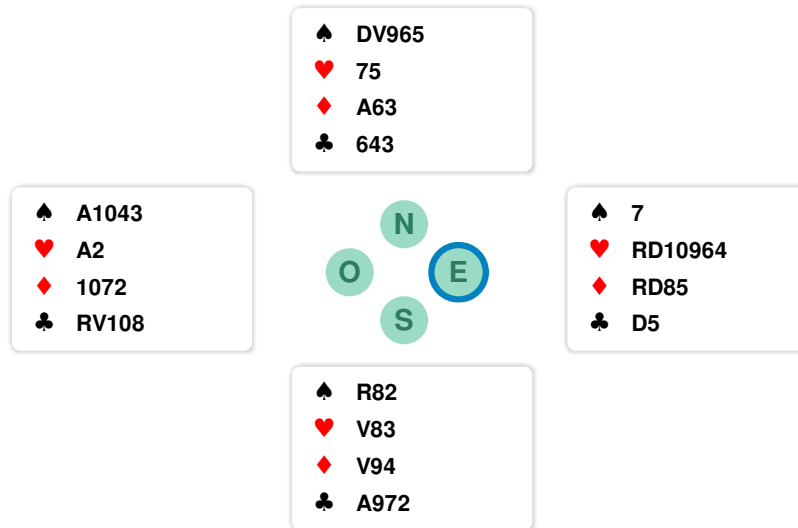 ♠ DV965
♥ 75
♦ A63
♣ 643
♠ A1043
♥ A2
♦ 1072
♣ RV108
N
O E
S
♠ 7
♥ RD10964
♦ RD85
♣ D5
♠ R82
♥ V83
♦ V94
♣ A972